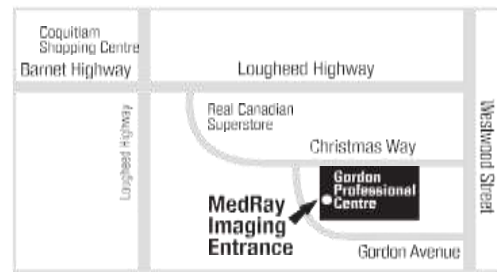 Coquitlam
Shopping Centre
Barnet Highway
Lougheed Highway
Lougheed Highway
Real Canadian
Superstore
Westwood Street
Christmas Way
Gordon
Professional
Centre
MedRay
Imaging
Entrance
Gordon Avenue